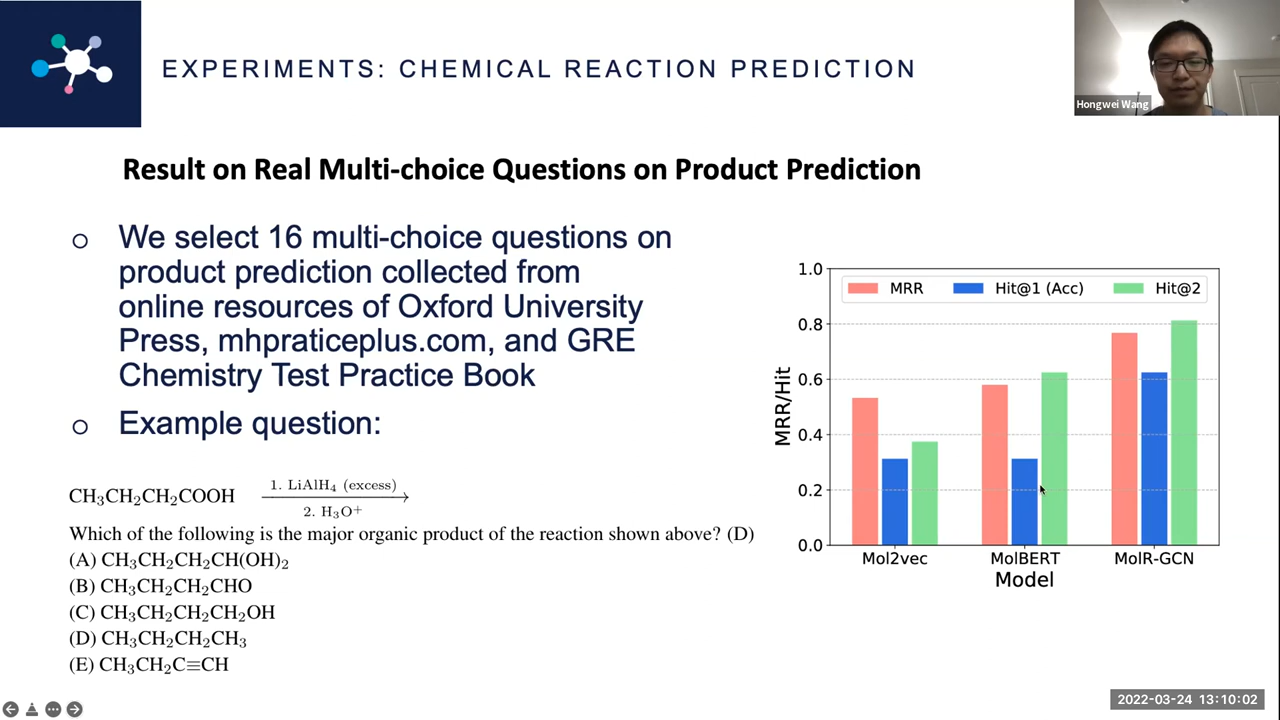 EXPERIMENTS: CHEMICAL REACTION PREDICTION
Hongwei Wang
Result on Real Multi-choice Questions on Product Prediction
We select 16 multi-choice questions on
product prediction collected from
online resources of Oxford University
Press, mhpraticeplus.com, and GRE
Chemistry Test Practice Book
Example question:
CH₃CH₂CH₂COOH
1. LiAlH₄ (excess)
2. H₃O⁺
Which of the following is the major organic product of the reaction shown above? (D)
(A) CH₃CH₂CH₂CH(OH)₂
(B) CH₃CH₂CH₂CHO
(C) CH₃CH₂CH₂CH₂OH
(D) CH₃CH₂CH₂CH₃
(E) CH₃CH₂C≡CH
MRR Hit@1 (Acc) Hit@2
MRR/Hit
1.0
0.8
0.6
0.4
0.2
0.0
Mol2vec MolBERT MolR-GCN
Model
2022-03-24 13:10:02